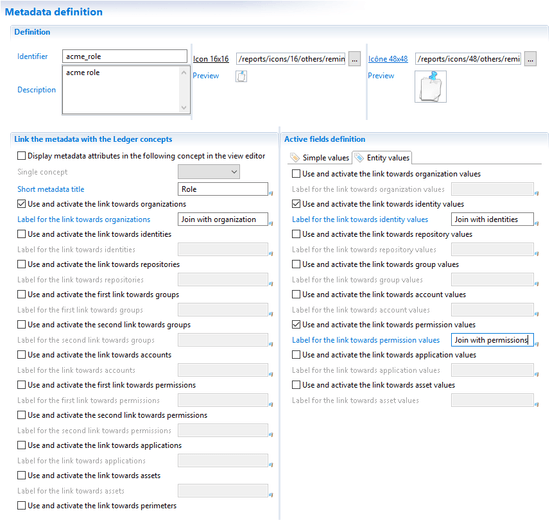 Metadata definition
Definition
Identifier
acme_role
Icon 16x16
/reports/icons/16/others/remin
...
Icône 48x48
/reports/icons/48/others/remi
...
Description
acme role
Preview
Preview
Link the metadata with the Ledger concepts
Display metadata attributes in the following concept in the view editor
Single concept
Short metadata title
Role
Use and activate the link towards organizations
Label for the link towards organizations
Join with organization
Use and activate the link towards identities
Label for the link towards identities
Use and activate the link towards repositories
Label for the link towards repositories
Use and activate the first link towards groups
Label for the first link towards groups
Use and activate the second link towards groups
Label for the second link towards groups
Use and activate the link towards accounts
Label for the link towards accounts
Use and activate the first link towards permissions
Label for the first link towards permissions
Use and activate the second link towards permissions
Label for the second link towards permissions
Use and activate the link towards applications
Label for the link towards applications
Use and activate the link towards assets
Label for the link towards assets
Use and activate the link towards perimeters
Active fields definition
Simple values
Entity values
Use and activate the link towards organization values
Label for the link towards organization values
Use and activate the link towards identity values
Label for the link towards identity values
Join with identities
Use and activate the link towards repository values
Label for the link towards repository values
Use and activate the link towards group values
Label for the link towards group values
Use and activate the link towards account values
Label for the link towards account values
Use and activate the link towards permission values
Label for the link towards permission values
Join with permissions
Use and activate the link towards application values
Label for the link towards application values
Use and activate the link towards asset values
Label for the link towards asset values